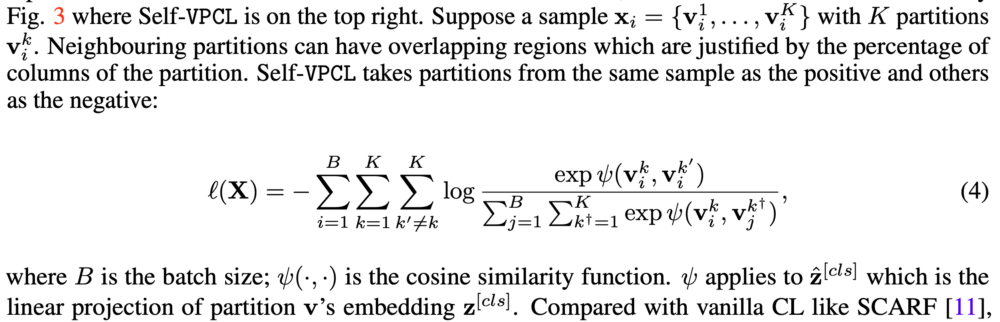 Fig. 3 where Self-VPCL is on the top right. Suppose a sample $\mathbf{x}_i = \{\mathbf{v}_i^1, \ldots, \mathbf{v}_i^K\}$ with $K$ partitions
$\mathbf{v}_i^k$. Neighbouring partitions can have overlapping regions which are justified by the percentage of
columns of the partition. Self-VPCL takes partitions from the same sample as the positive and others
as the negative:
$\ell(\mathbf{X}) = -\sum_{i=1}^{B} \sum_{k=1}^{K} \sum_{k' \neq k}^{K} \log \frac{\exp \psi(\mathbf{v}_i^k, \mathbf{v}_i^{k'})}{\sum_{j=1}^{B} \sum_{k^\dagger=1}^{K} \exp \psi(\mathbf{v}_i^k, \mathbf{v}_j^{k^\dagger})}, \quad (4)$
where $B$ is the batch size; $\psi(\cdot, \cdot)$ is the cosine similarity function. $\psi$ applies to $\hat{\mathbf{z}}^{[cls]}$ which is the
linear projection of partition $\mathbf{v}$'s embedding $\mathbf{z}^{[cls]}$. Compared with vanilla CL like SCARF [11],